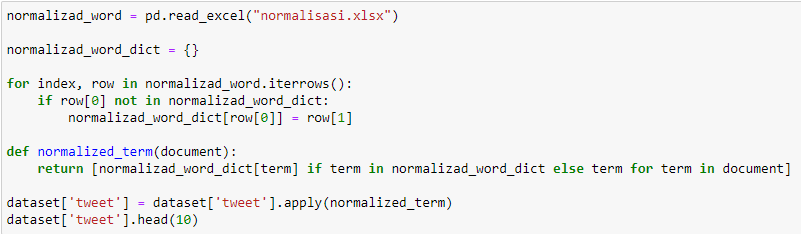 normalizad_word = pd.read_excel("normalisasi.xlsx")
normalizad_word_dict = {}
for index, row in normalizad_word.iterrows():
    if row[0] not in normalizad_word_dict:
        normalizad_word_dict[row[0]] = row[1]
def normalized_term(document):
    return [normalizad_word_dict[term] if term in normalizad_word_dict else term for term in document]
dataset['tweet'] = dataset['tweet'].apply(normalized_term)
dataset['tweet'].head(10)